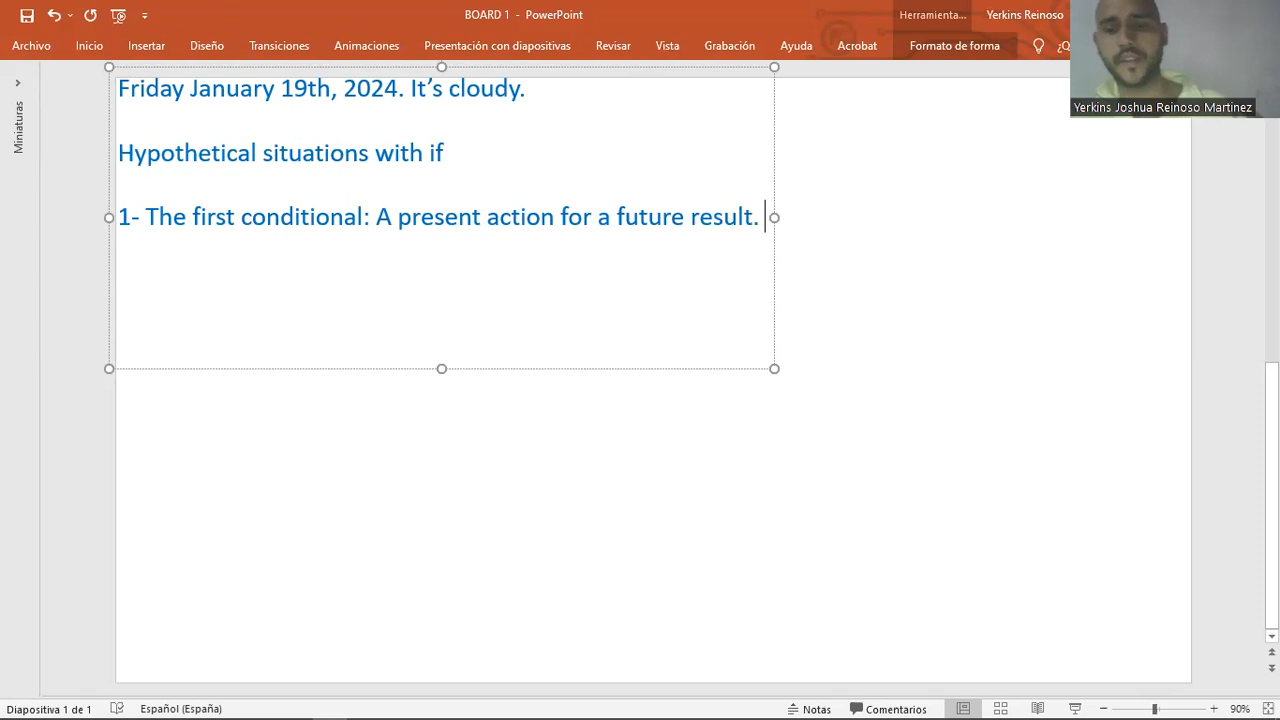 BOARD 1 - PowerPoint
Herramienta...
Yerkins Reinoso
Archivo Inicio Insertar Diseño Transiciones Animaciones Presentación con diapositivas Revisar Vista Grabación Ayuda Acrobat Formato de forma ¿Q
Yerkins Joshua Reinoso Martinez
Miniaturas
Friday January 19th, 2024. It’s cloudy.
Hypothetical situations with if
1- The first conditional: A present action for a future result.
Diapositiva 1 de 1 Español (España) Notas Comentarios 90%